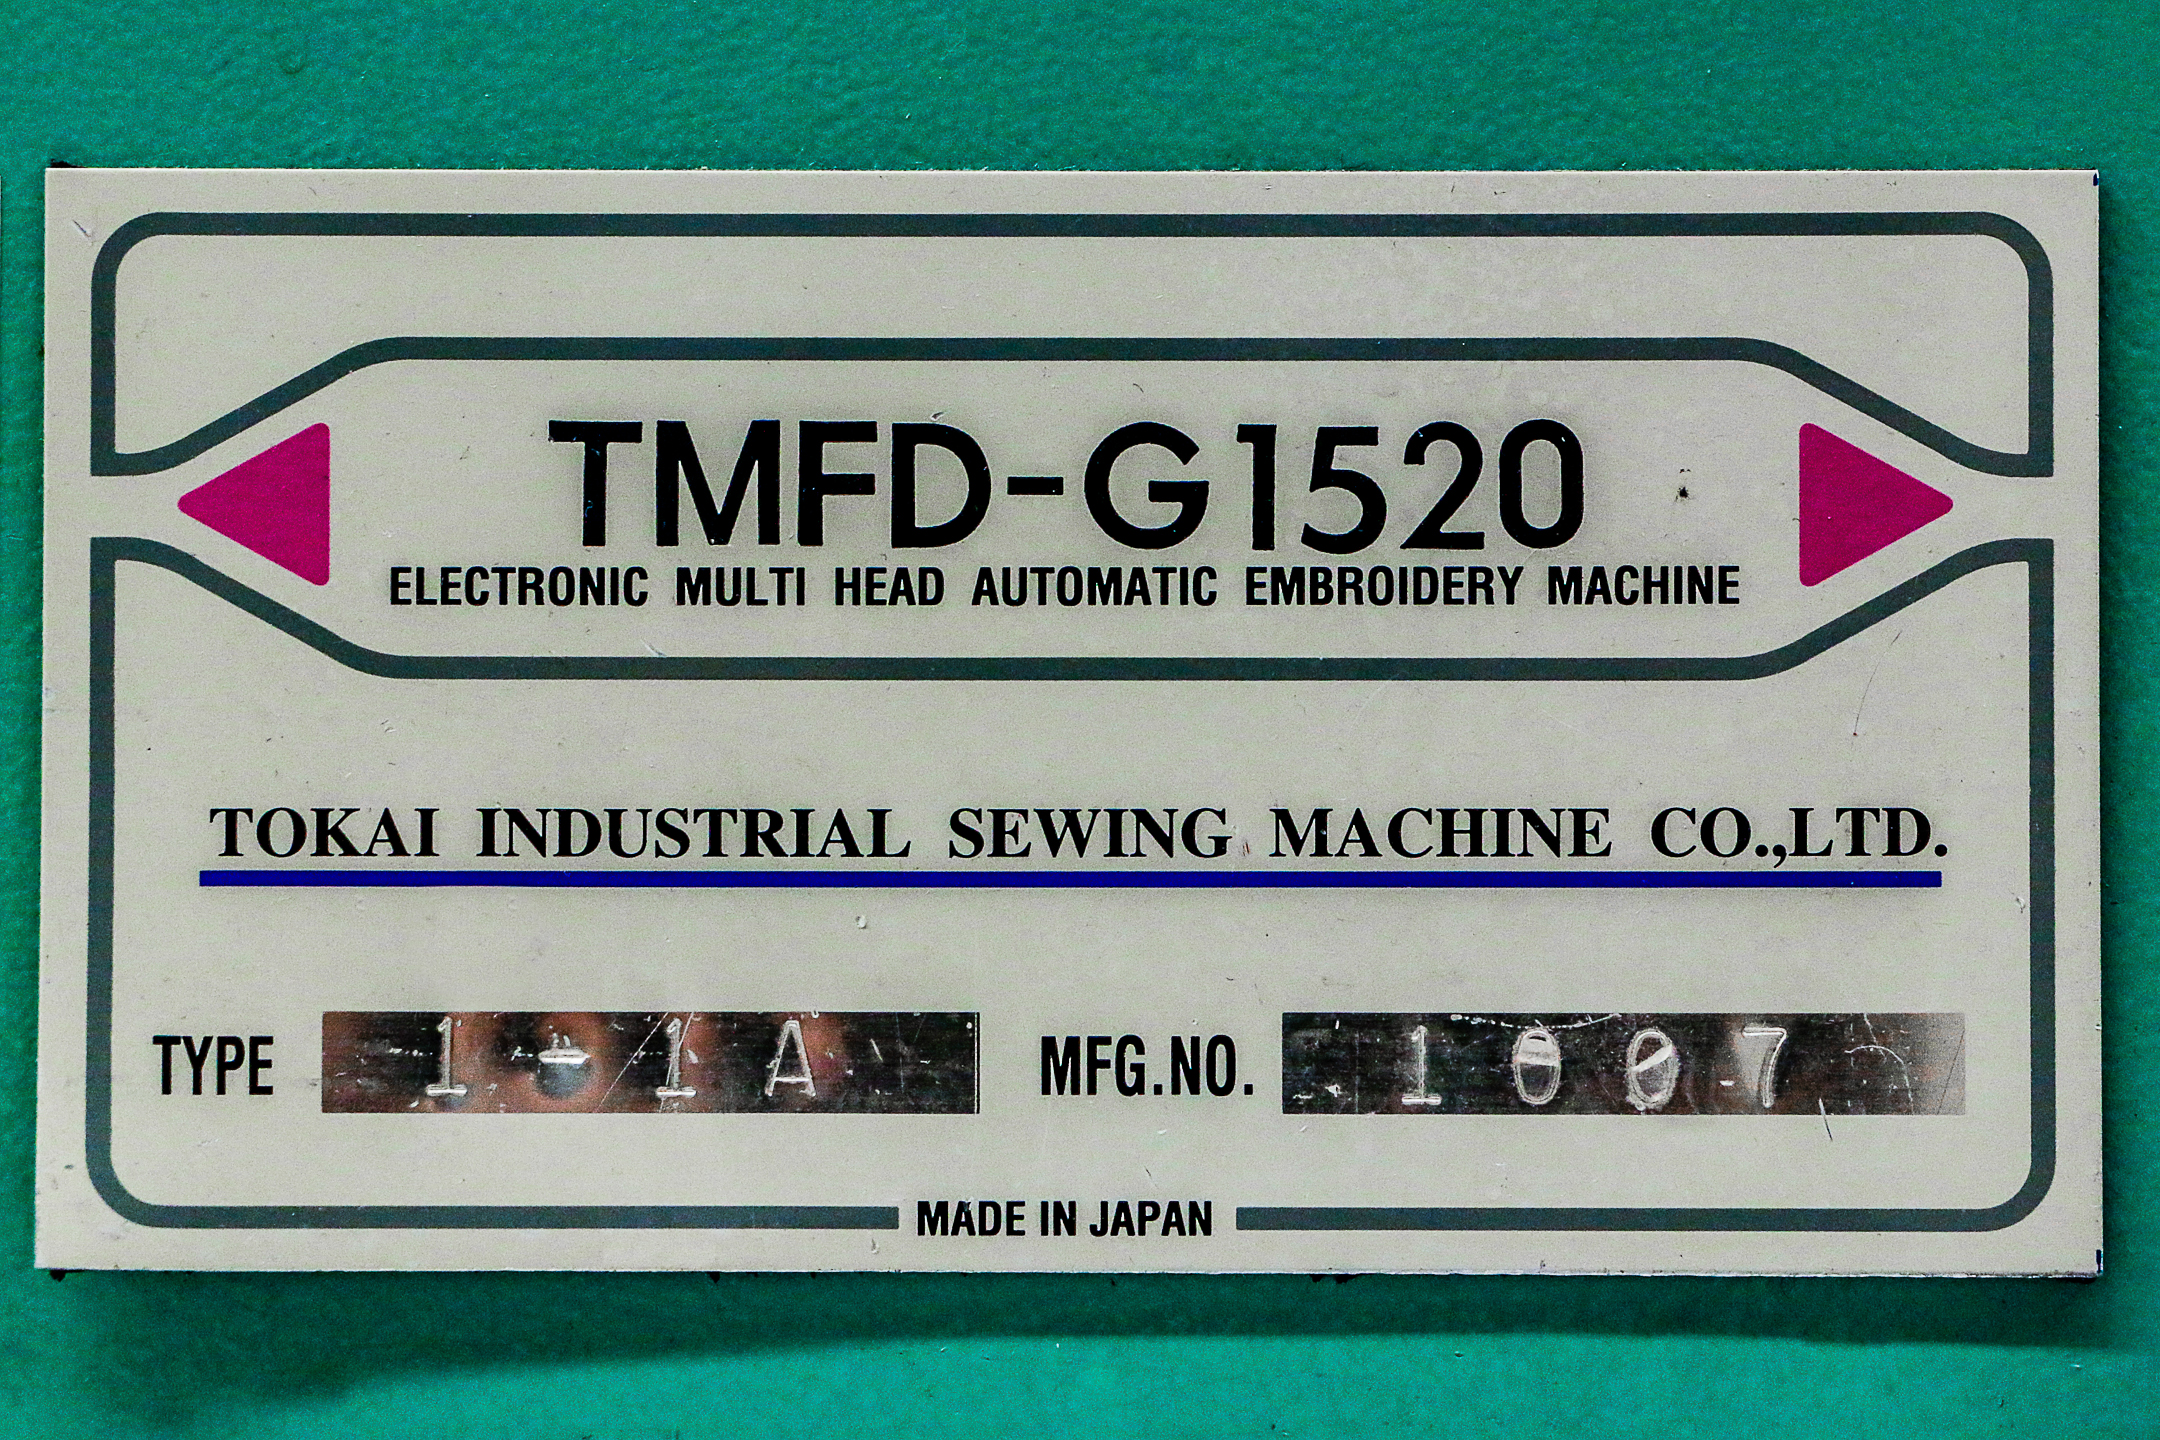 TMFD-G1520
ELECTRONIC MULTI HEAD AUTOMATIC EMBROIDERY MACHINE
TOKAI INDUSTRIAL SEWING MACHINE CO.,LTD.
TYPE 1-1A MFG.NO. 1007
MADE IN JAPAN